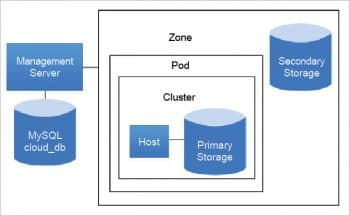 Zone
Secondary
Storage
Management
Server
Pod
Cluster
MySQL
cloud_db
Host
Primary
Storage